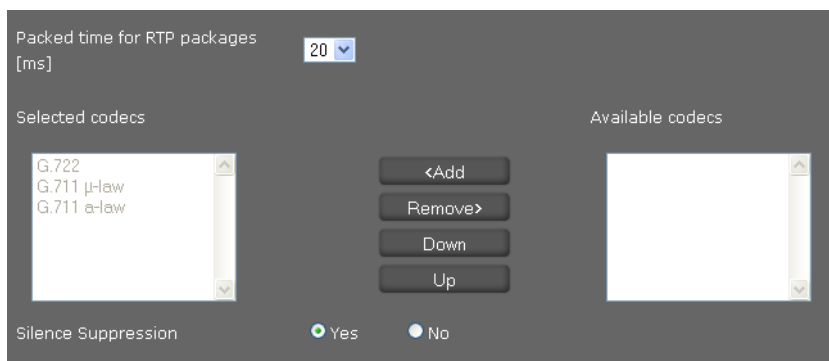 Packed time for RTP packages
[ms]
20
Selected codecs
Available codecs
G.722
G.711 µ-law
G.711 a-law
<Add
Remove>
Down
Up
Silence Suppression
Yes
No